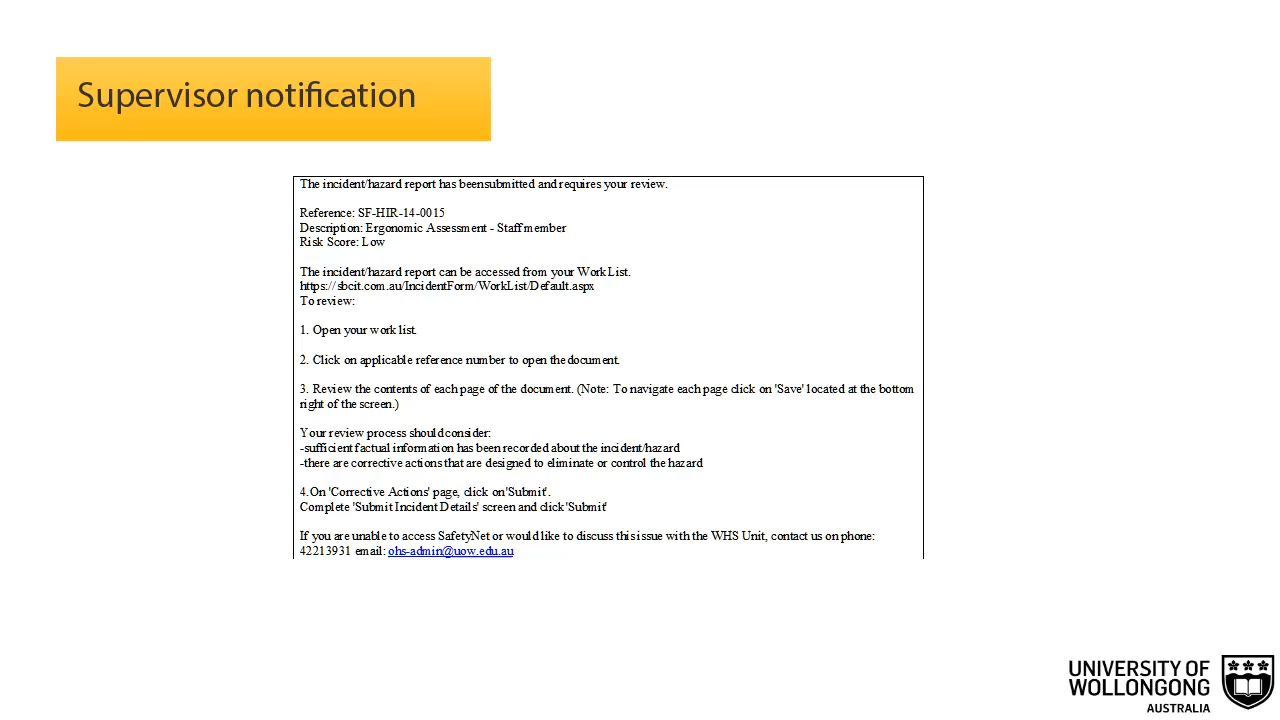 Supervisor notification
The incident/hazard report has beensubmitted and requires your review.
Reference: SF-HIR-14-0015
Description: Ergonomic Assessment - Staff member
Risk Score: Low
The incident/hazard report can be accessed from your Work List.
https://sbcit.com.au/IncidentForm/WorkList/Default.aspx
To review:
1. Open your work list.
2. Click on applicable reference number to open the document.
3. Review the contents of each page of the document. (Note: To navigate each page click on 'Save' located at the bottom
right of the screen.)
Your review process should consider:
-sufficient factual information has been recorded about the incident/hazard
-there are corrective actions that are designed to eliminate or control the hazard
4.On 'Corrective Actions' page, click on 'Submit'.
Complete 'Submit Incident Details' screen and click 'Submit'
If you are unable to access SafetyNet or would like to discuss this issue with the WHS Unit, contact us on phone:
42213931 email: ohs-admin@uow.edu.au
UNIVERSITY OF
WOLLONGONG
AUSTRALIA